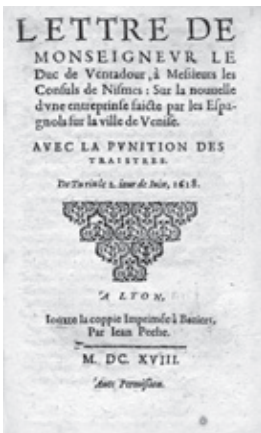 LETTRE DE
MONSEIGNEVR LE
Duc de Ventadour, à Messieurs les
Consuls de Nismes : Sur la nouuelle
d'vne entreprinse faicte par les Espa-
gnols sur la ville de Venise.
AVEC LA PVNITION DES
TRAISTRES.
De Turin le 2. iour de Iuin, 1618.
A LYON,
Iouxte la coppie Imprimée à Beziers,
Par Iean Peche.
M. DC. XVIII.
Auec Permission.